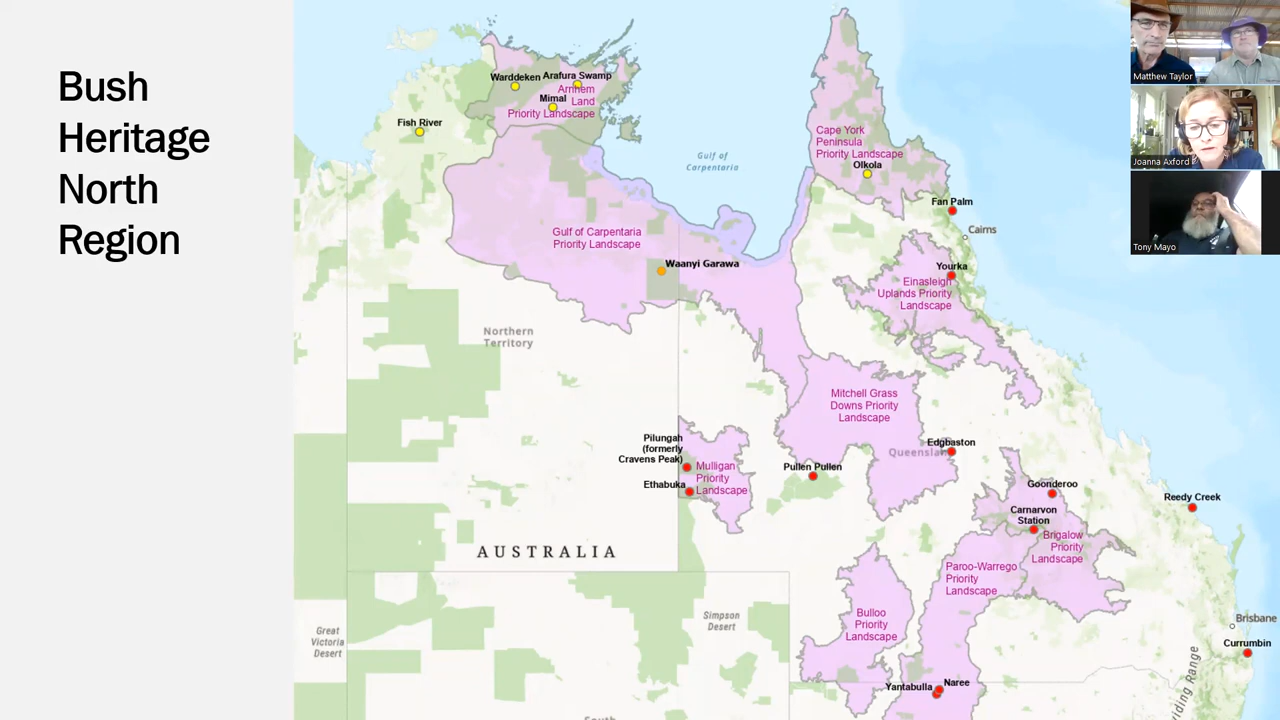 Bush
Heritage
North
Region
Warddeken
Arafura Swamp
Mimal
Arnhem
Land
Priority Landscape
Fish River
Gulf of
Carpentaria
Cape York
Peninsula
Priority Landscape
Olkola
Fan Palm
Cairns
Gulf of Carpentaria
Priority Landscape
Waanyi Garawa
Yourka
Einasleigh
Uplands Priority
Landscape
Northern
Territory
Mitchell Grass
Downs Priority
Landscape
Pilungah
(formerly
Cravens Peak)
Ethabuka
Mulligan
Priority
Landscape
Pullen Pullen
Edgbaston
Queensland
Goonderoo
Carnarvon
Station
Reedy Creek
Brigalow
Priority
Landscape
AUSTRALIA
Paroo-Warrego
Priority
Landscape
Bulloo
Priority
Landscape
Simpson
Desert
Great
Victoria
Desert
Brisbane
Currumbin
Yantabulla
Naree
viding Range
South
Matthew Taylor
Joanna Axford
Tony Mayo